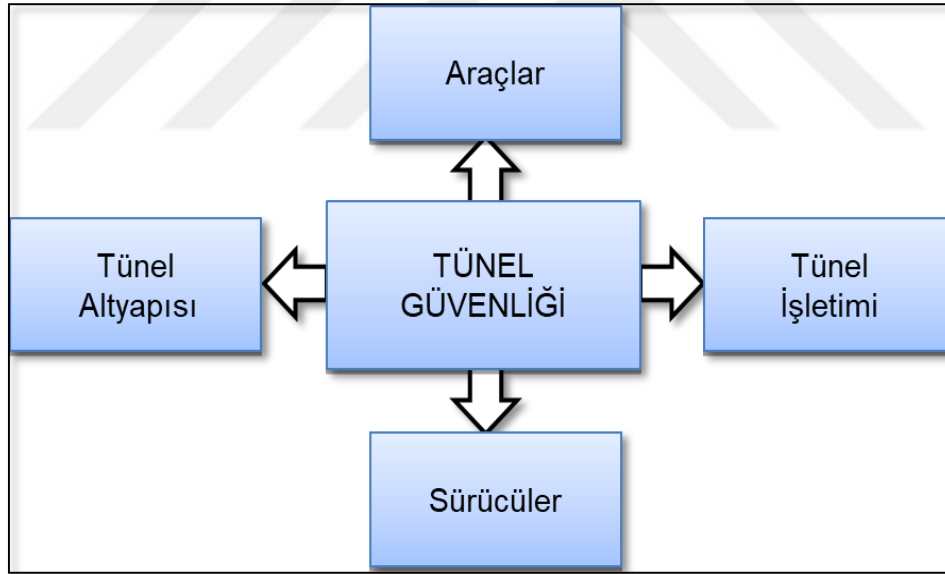 Araçlar
Tünel
Altyapısı
TÜNEL
GÜVENLİĞİ
Tünel
İşletimi
Sürücüler